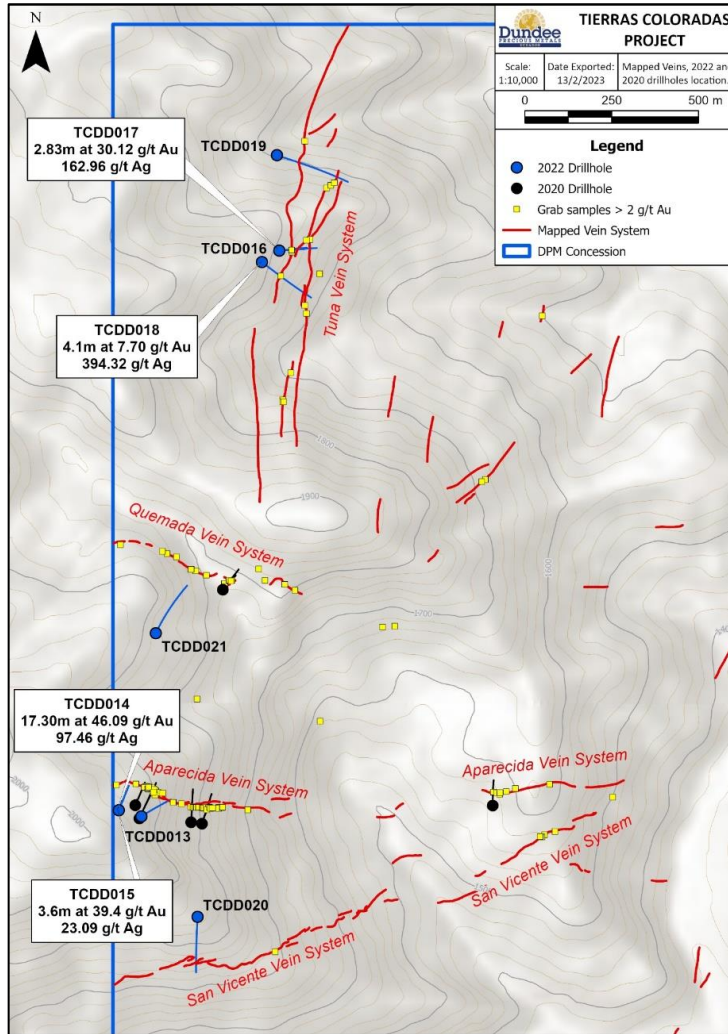 N
Dundee
PRECIOUS METALS
TIERRAS COLORADAS
PROJECT
Scale:
1:10,000
Date Exported:
13/2/2023
Mapped Veins, 2022 an
2020 drillholes location.
0
500 m
Legend
2022 Drillhole
2020 Drillhole
Grab samples > 2 g/t Au
Mapped Vein System
DPM Concession
TCDD017
2.83m at 30.12 g/t Au
162.96 g/t Ag
TCDD019
TCDD016
Tuna Vein System
TCDD018
4.1m at 7.70 g/t Au
394.32 g/t Ag
1800
1900
Quemada Vein System
1600
1700
TCDD021
TCDD014
17.30m at 46.09 g/t Au
97.46 g/t Ag
Aparecida Vein System
Aparecida Vein System
2000
2000
TCDD013
TCDD015
3.6m at 39.4 g/t Au
23.09 g/t Ag
TCDD020
San Vicente Vein System
San Vicente Vein System